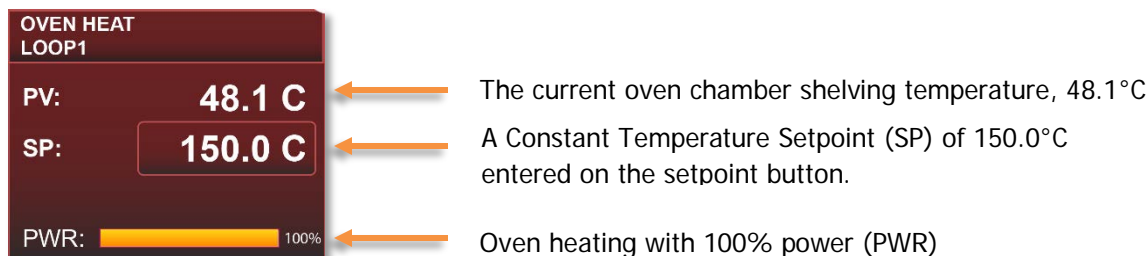 OVEN HEAT
LOOP1
PV: 48.1 C
The current oven chamber shelving temperature, 48.1°C
SP: 150.0 C
A Constant Temperature Setpoint (SP) of 150.0°C
entered on the setpoint button.
PWR: 100%
Oven heating with 100% power (PWR)